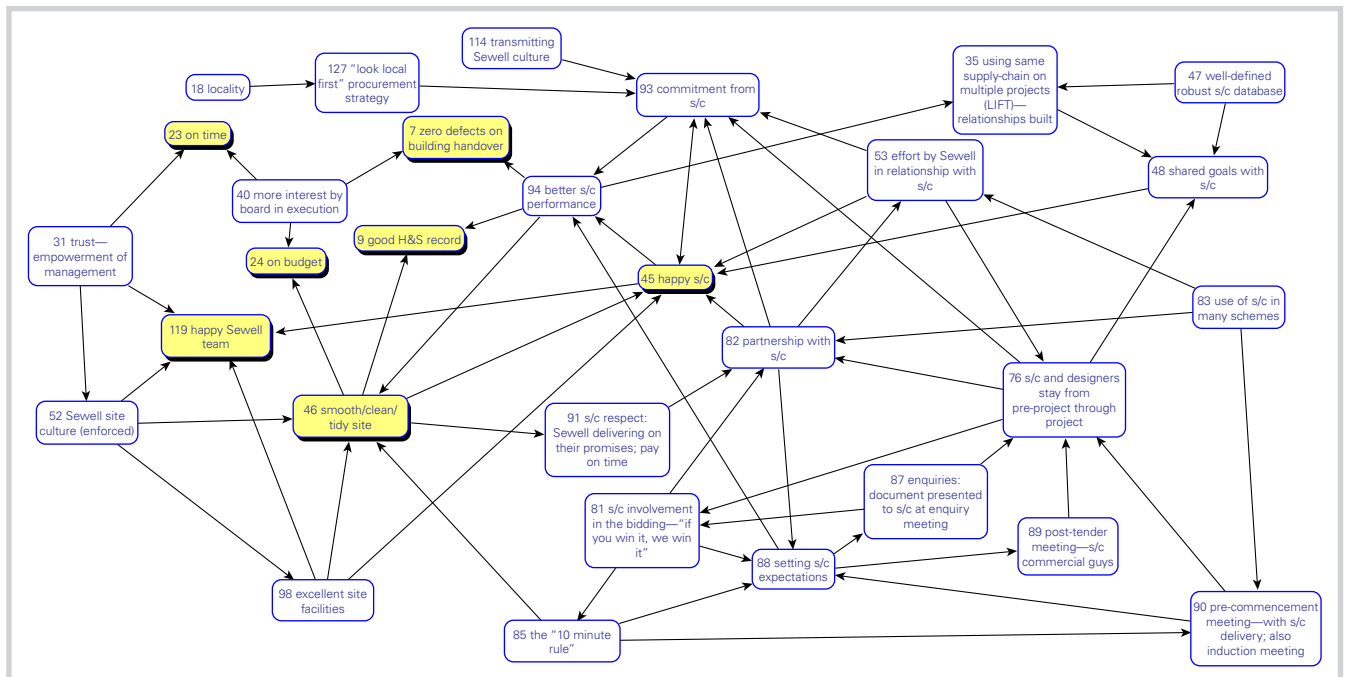 114 transmitting
Sewell culture
127 “look local
first” procurement
strategy
18 locality
93 commitment from
s/c
35 using same
supply-chain on
multiple projects
(LIFT)—
relationships built
47 well-defined
robust s/c database
23 on time
7 zero defects on
building handover
53 effort by Sewell
in relationship with
s/c
48 shared goals with
s/c
40 more interest by
board in execution
94 better s/c
performance
31 trust—
empowerment of
management
9 good H&S record
24 on budget
45 happy s/c
83 use of s/c in
many schemes
119 happy Sewell
team
82 partnership with
s/c
76 s/c and designers
stay from
pre-project through
project
52 Sewell site
culture (enforced)
46 smooth/clean/
tidy site
91 s/c respect:
Sewell delivering on
their promises; pay
on time
87 enquiries:
document presented
to s/c at enquiry
meeting
81 s/c involvement
in the bidding—“if
you win it, we win
it”
89 post-tender
meeting—s/c
commercial guys
88 setting s/c
expectations
98 excellent site
facilities
90 pre-commencement
meeting—with s/c
delivery; also
induction meeting
85 the “10 minute
rule”